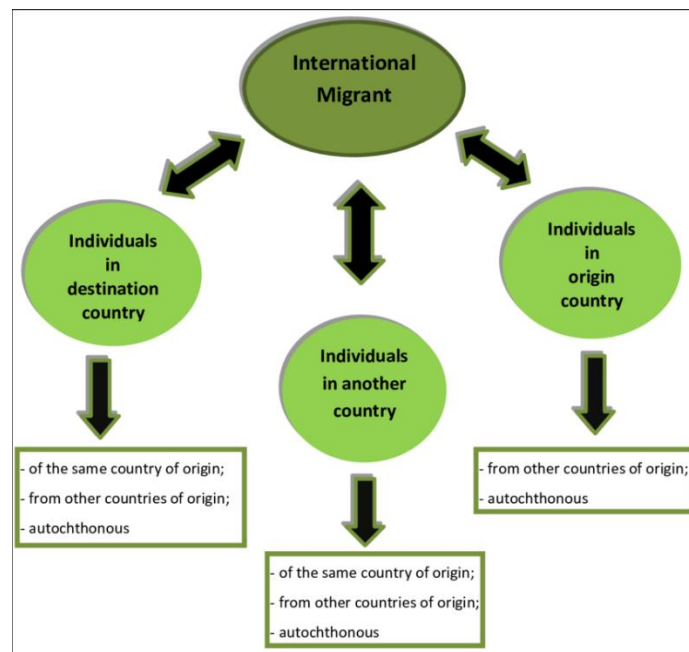 International
Migrant
Individuals
in
destination
country
Individuals
in another
country
Individuals
in
origin
country
- of the same country of origin;
- from other countries of origin;
- autochthonous
- of the same country of origin;
- from other countries of origin;
- autochthonous
- from other countries of origin;
- autochthonous